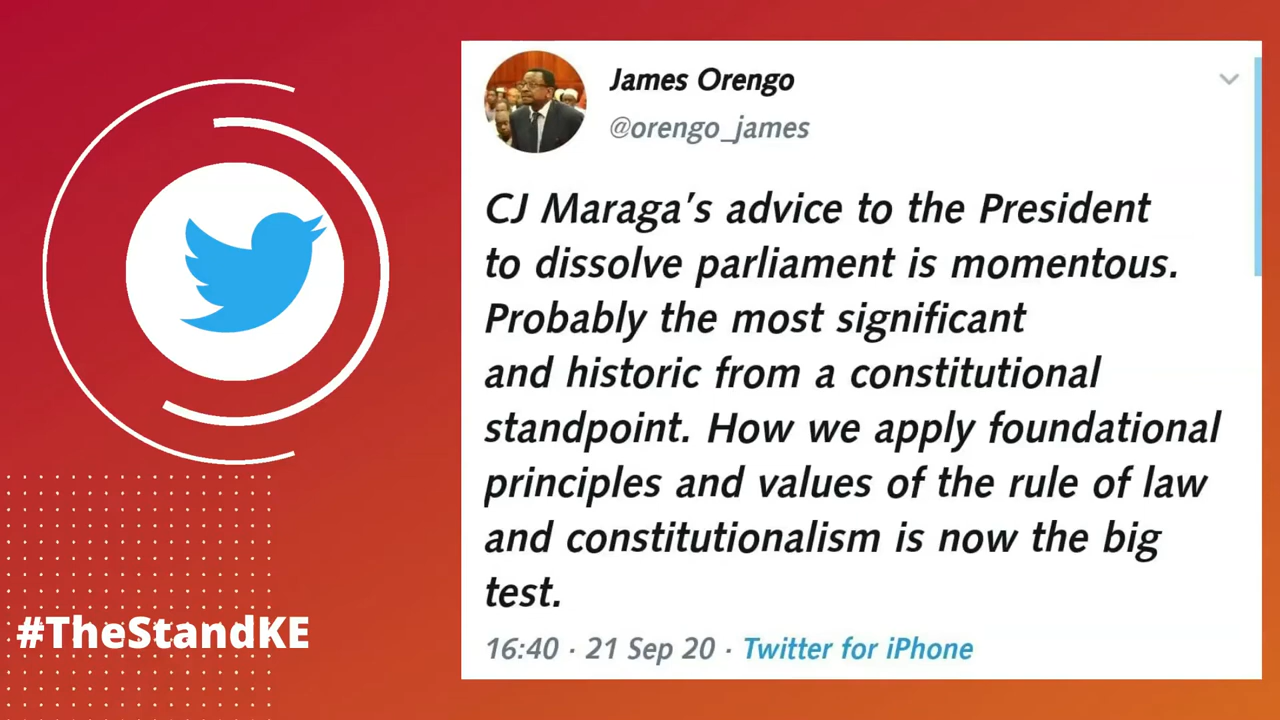 James Orengo
@orengo_james
CJ Maraga's advice to the President
to dissolve parliament is momentous.
Probably the most significant
and historic from a constitutional
standpoint. How we apply foundational
principles and values of the rule of law
and constitutionalism is now the big
test.
16:40 · 21 Sep 20 · Twitter for iPhone
#TheStandKE